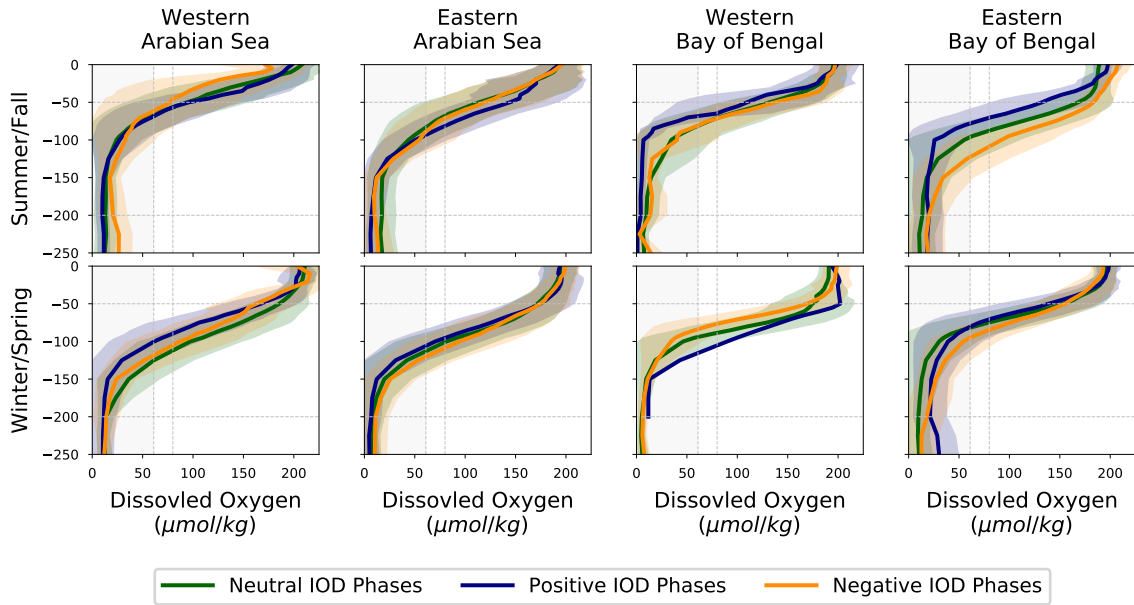 Western
Arabian Sea
Eastern
Arabian Sea
Western
Bay of Bengal
Eastern
Bay of Bengal
Summer/Fall
0
−50
−100
−150
−200
−250
Winter/Spring
0
−50
−100
−150
−200
−250
0 50 100 150 200
0 50 100 150 200
0 50 100 150 200
0 50 100 150 200
Dissovled Oxygen
(μmol/kg)
Dissovled Oxygen
(μmol/kg)
Dissovled Oxygen
(μmol/kg)
Dissovled Oxygen
(μmol/kg)
Neutral IOD Phases
Positive IOD Phases
Negative IOD Phases